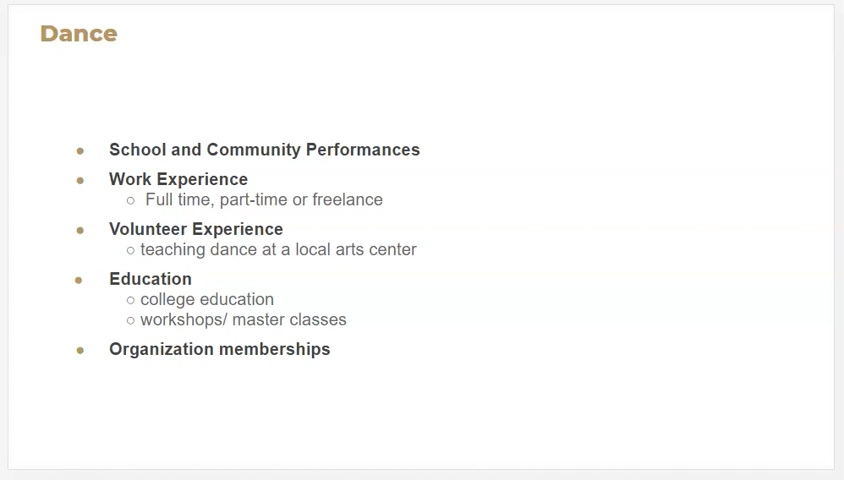 Dance
● School and Community Performances
● Work Experience
○ Full time, part-time or freelance
● Volunteer Experience
○ teaching dance at a local arts center
● Education
○ college education
○ workshops/ master classes
● Organization memberships